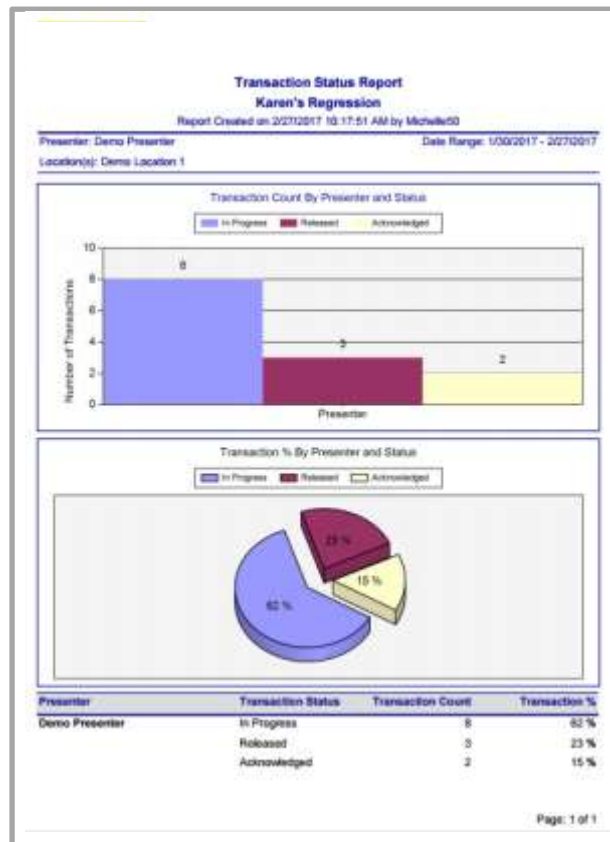 Transaction Status Report
Karen's Regression
Report Created on 2/27/2017 10:17:51 AM by Michelle50
Presenter: Demo Presenter Date Range: 1/30/2017 - 2/27/2017
Location(s): Demo Location 1
Transaction Count By Presenter and Status
In Progress Released Acknowledged
Number of Transactions
10
8
6
4
2
0
8
3
2
Presenter
Transaction % By Presenter and Status
In Progress Released Acknowledged
23 %
15 %
62 %
Presenter Transaction Status Transaction Count Transaction %
Demo Presenter In Progress 8 62 %
Released 3 23 %
Acknowledged 2 15 %
Page: 1 of 1